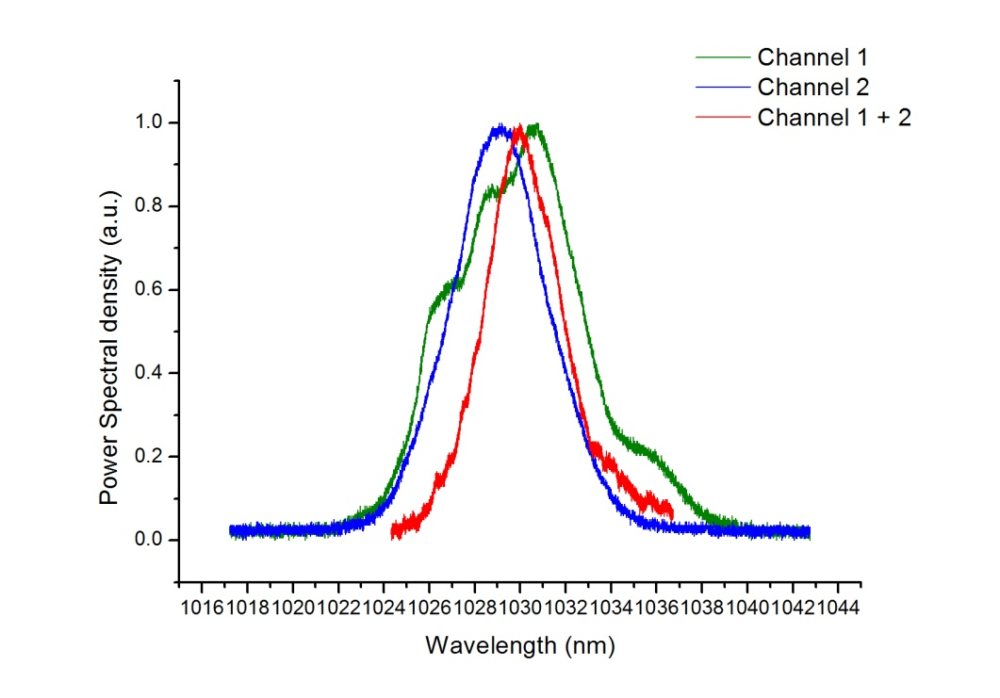 Channel 1
Channel 2
Channel 1 + 2
1.0
0.8
0.6
0.4
0.2
0.0
Power Spectral density (a.u.)
1016 1018 1020 1022 1024 1026 1028 1030 1032 1034 1036 1038 1040 1042 1044
Wavelength (nm)